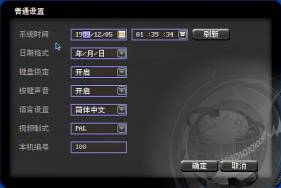 普通设置
系统时间 1999/12/05 01:39:34 刷新
日期格式 年/月/日
键盘锁定 开启
按键声音 开启
语言设置 简体中文
视频制式 PAL
本机编号 100
确定 取消